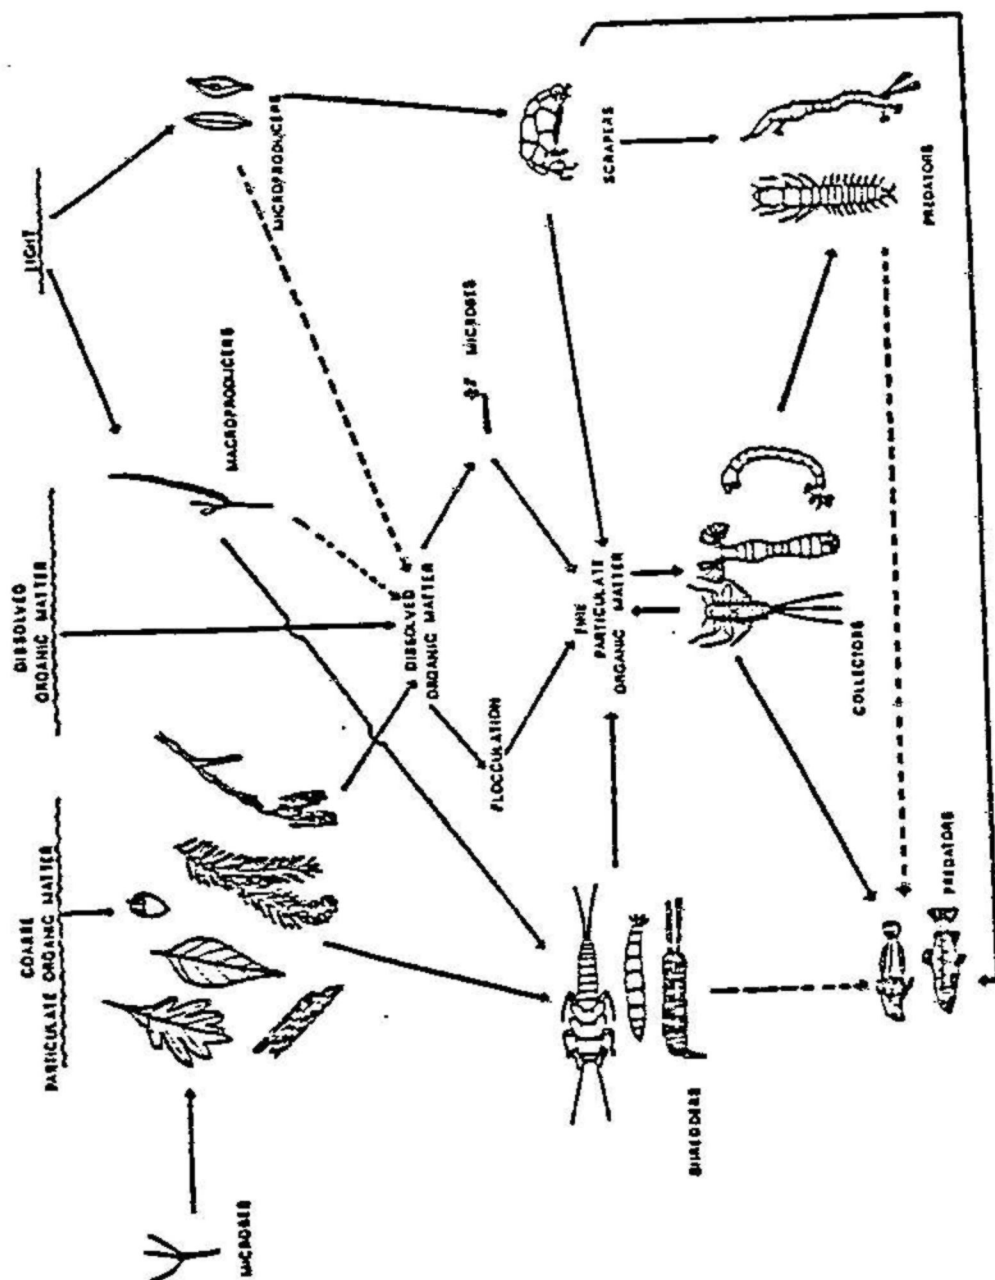 COARSE
PARTICULATE ORGANIC MATTER
DISSOLVED
ORGANIC MATTER
LIGHT
MICROBES
MACROPRODUCERS
MICROPRODUCERS
DISSOLVED
ORGANIC MATTER
MICROBES
FLOCCULATION
FINE
PARTICULATE
ORGANIC MATTER
SCRAPERS
SHREDDERS
COLLECTORS
PREDATORS
PREDATORS